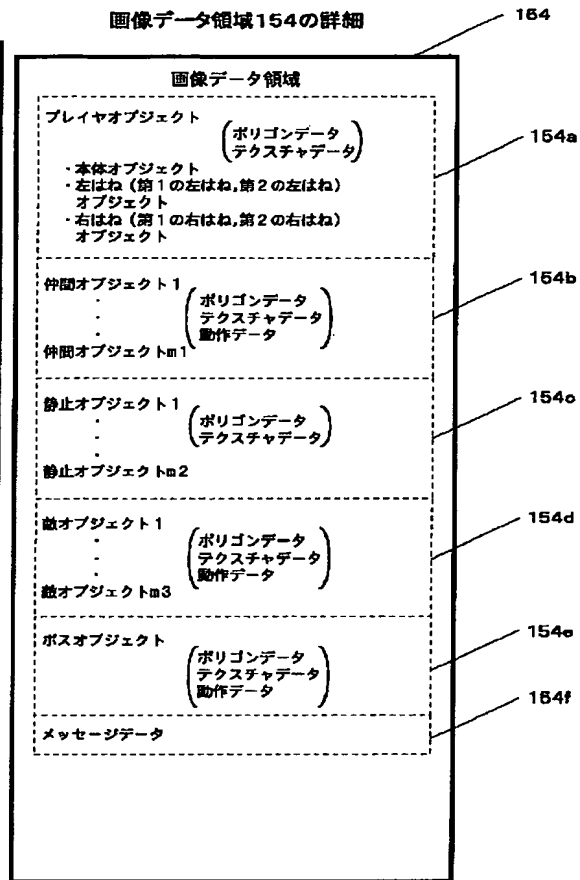 画像データ領域154の詳細
154
画像データ領域
プレイヤオブジェクト
ポリゴンデータ
テクスチャデータ
154a
・本体オブジェクト
・左はね(第1の左はね,第2の左はね)
オブジェクト
・右はね(第1の右はね,第2の右はね)
オブジェクト
仲間オブジェクト1
ポリゴンデータ
テクスチャデータ
動作データ
154b
仲間オブジェクトm1
静止オブジェクト1
ポリゴンデータ
テクスチャデータ
154c
静止オブジェクトm2
敵オブジェクト1
ポリゴンデータ
テクスチャデータ
動作データ
154d
敵オブジェクトm3
ボスオブジェクト
ポリゴンデータ
テクスチャデータ
動作データ
154e
メッセージデータ
154f